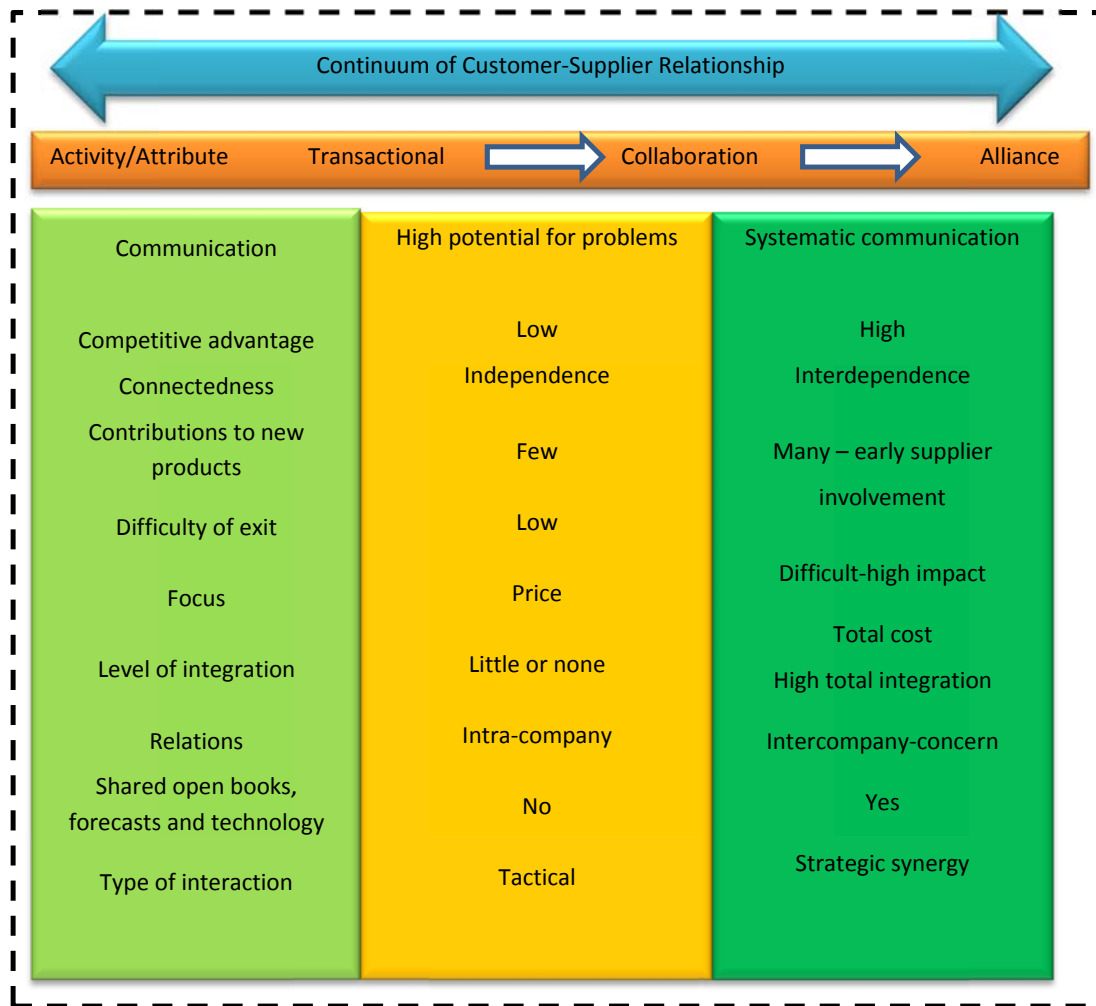 Continuum of Customer-Supplier Relationship
Activity/Attribute Transactional Collaboration Alliance
Communication
High potential for problems
Systematic communication
Competitive advantage
Low
High
Connectedness
Independence
Interdependence
Contributions to new
products
Few
Many – early supplier
involvement
Difficulty of exit
Low
Difficult-high impact
Focus
Price
Total cost
Level of integration
Little or none
High total integration
Relations
Intra-company
Intercompany-concern
Shared open books,
forecasts and technology
No
Yes
Type of interaction
Tactical
Strategic synergy